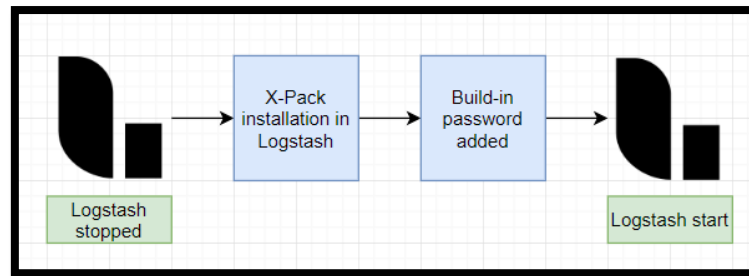 X-Pack
installation in
Logstash
Build-in
password
added
Logstash
stopped
Logstash start